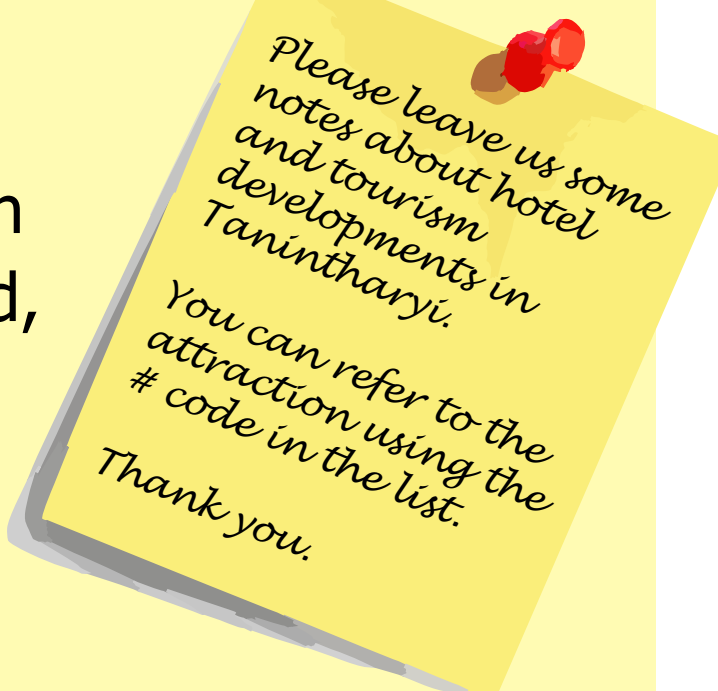 n
d,
Please leave us some
notes about hotel
and tourism
developments in
Tanintharyi.
You can refer to the
attraction using the
# code in the list.
Thank you.